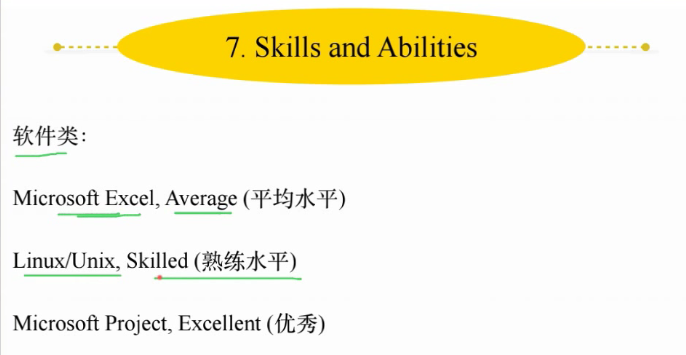 7. Skills and Abilities
软件类:
Microsoft Excel, Average (平均水平)
Linux/Unix, Skilled (熟练水平)
Microsoft Project, Excellent (优秀)